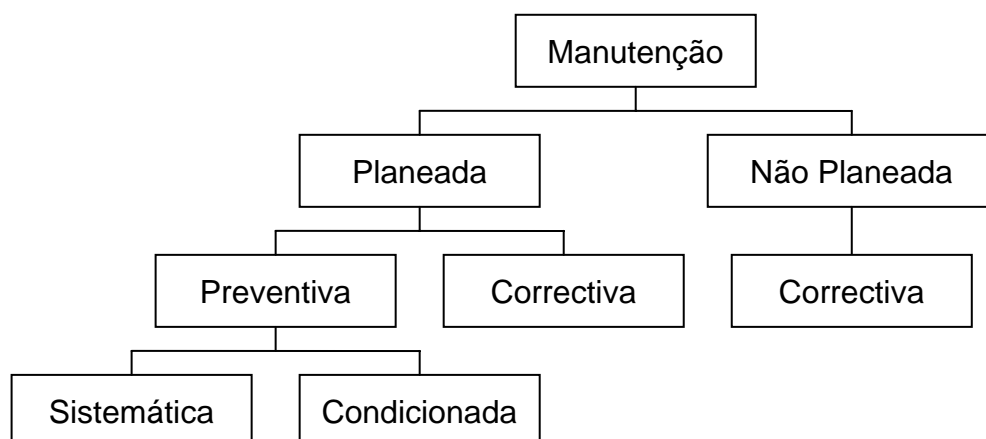 Manutenção
Planeada
Não Planeada
Preventiva
Correctiva
Correctiva
Sistemática
Condicionada